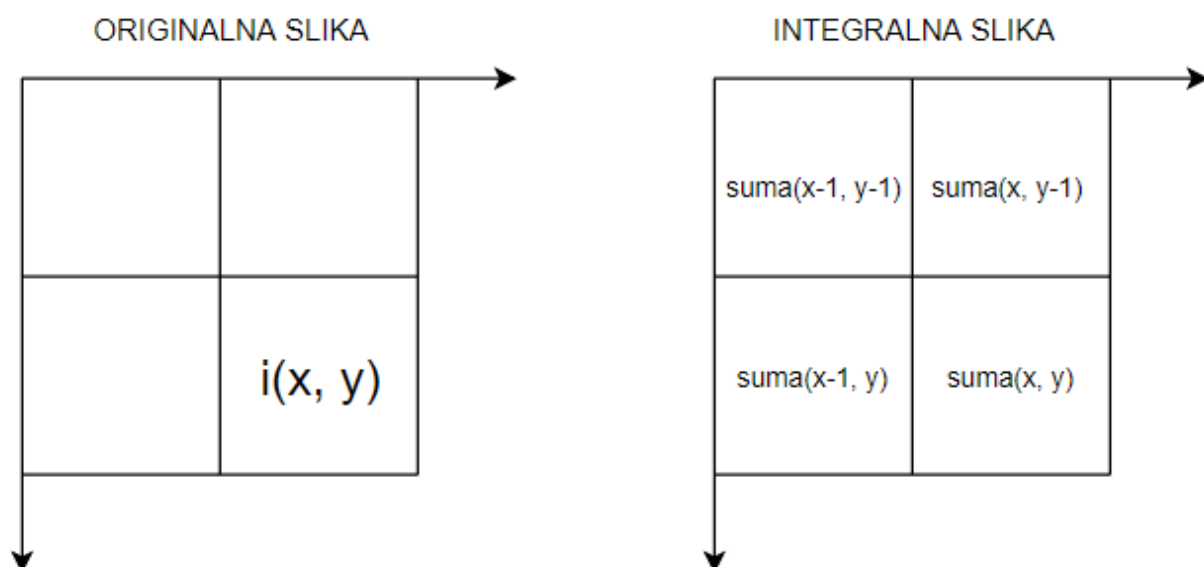 ORIGINALNA SLIKA
INTEGRALNA SLIKA
i(x, y)
suma(x-1, y-1)
suma(x, y-1)
suma(x-1, y)
suma(x, y)